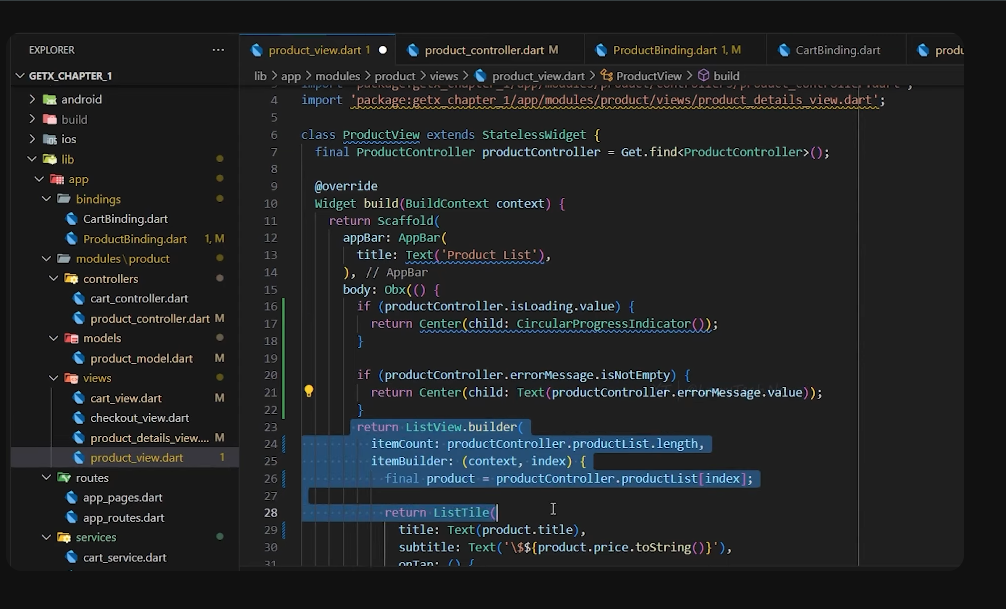 EXPLORER
GETX_CHAPTER_1
android
build
ios
lib
app
bindings
CartBinding.dart
ProductBinding.dart 1, M
modules\product
controllers
cart_controller.dart
product_controller.dart M
models
product_model.dart M
views
cart_view.dart M
checkout_view.dart
product_details_view.... M
product_view.dart 1
routes
app_pages.dart
app_routes.dart
services
cart_service.dart
product_view.dart 1
product_controller.dart M
ProductBinding.dart 1, M
CartBinding.dart
produ
lib > app > modules > product > views > product_view.dart > ProductView > build
4 import 'package:getx_chapter_1/app/modules/product/views/product_details_view.dart';
5
6 class ProductView extends StatelessWidget {
7 final ProductController productController = Get.find<ProductController>();
8
9 @override
10 Widget build(BuildContext context) {
11 return Scaffold(
12 appBar: AppBar(
13 title: Text('Product List'),
14 ), // AppBar
15 body: Obx(() {
16 if (productController.isLoading.value) {
17 return Center(child: CircularProgressIndicator());
18 }
19
20 if (productController.errorMessage.isNotEmpty) {
21 return Center(child: Text(productController.errorMessage.value));
22 }
23 return ListView.builder(
24 itemCount: productController.productList.length,
25 itemBuilder: (context, index) {
26 final product = productController.productList[index];
27
28 return ListTile(
29 title: Text(product.title),
30 subtitle: Text('\$${product.price.toString()}'),
31 onTap: () {